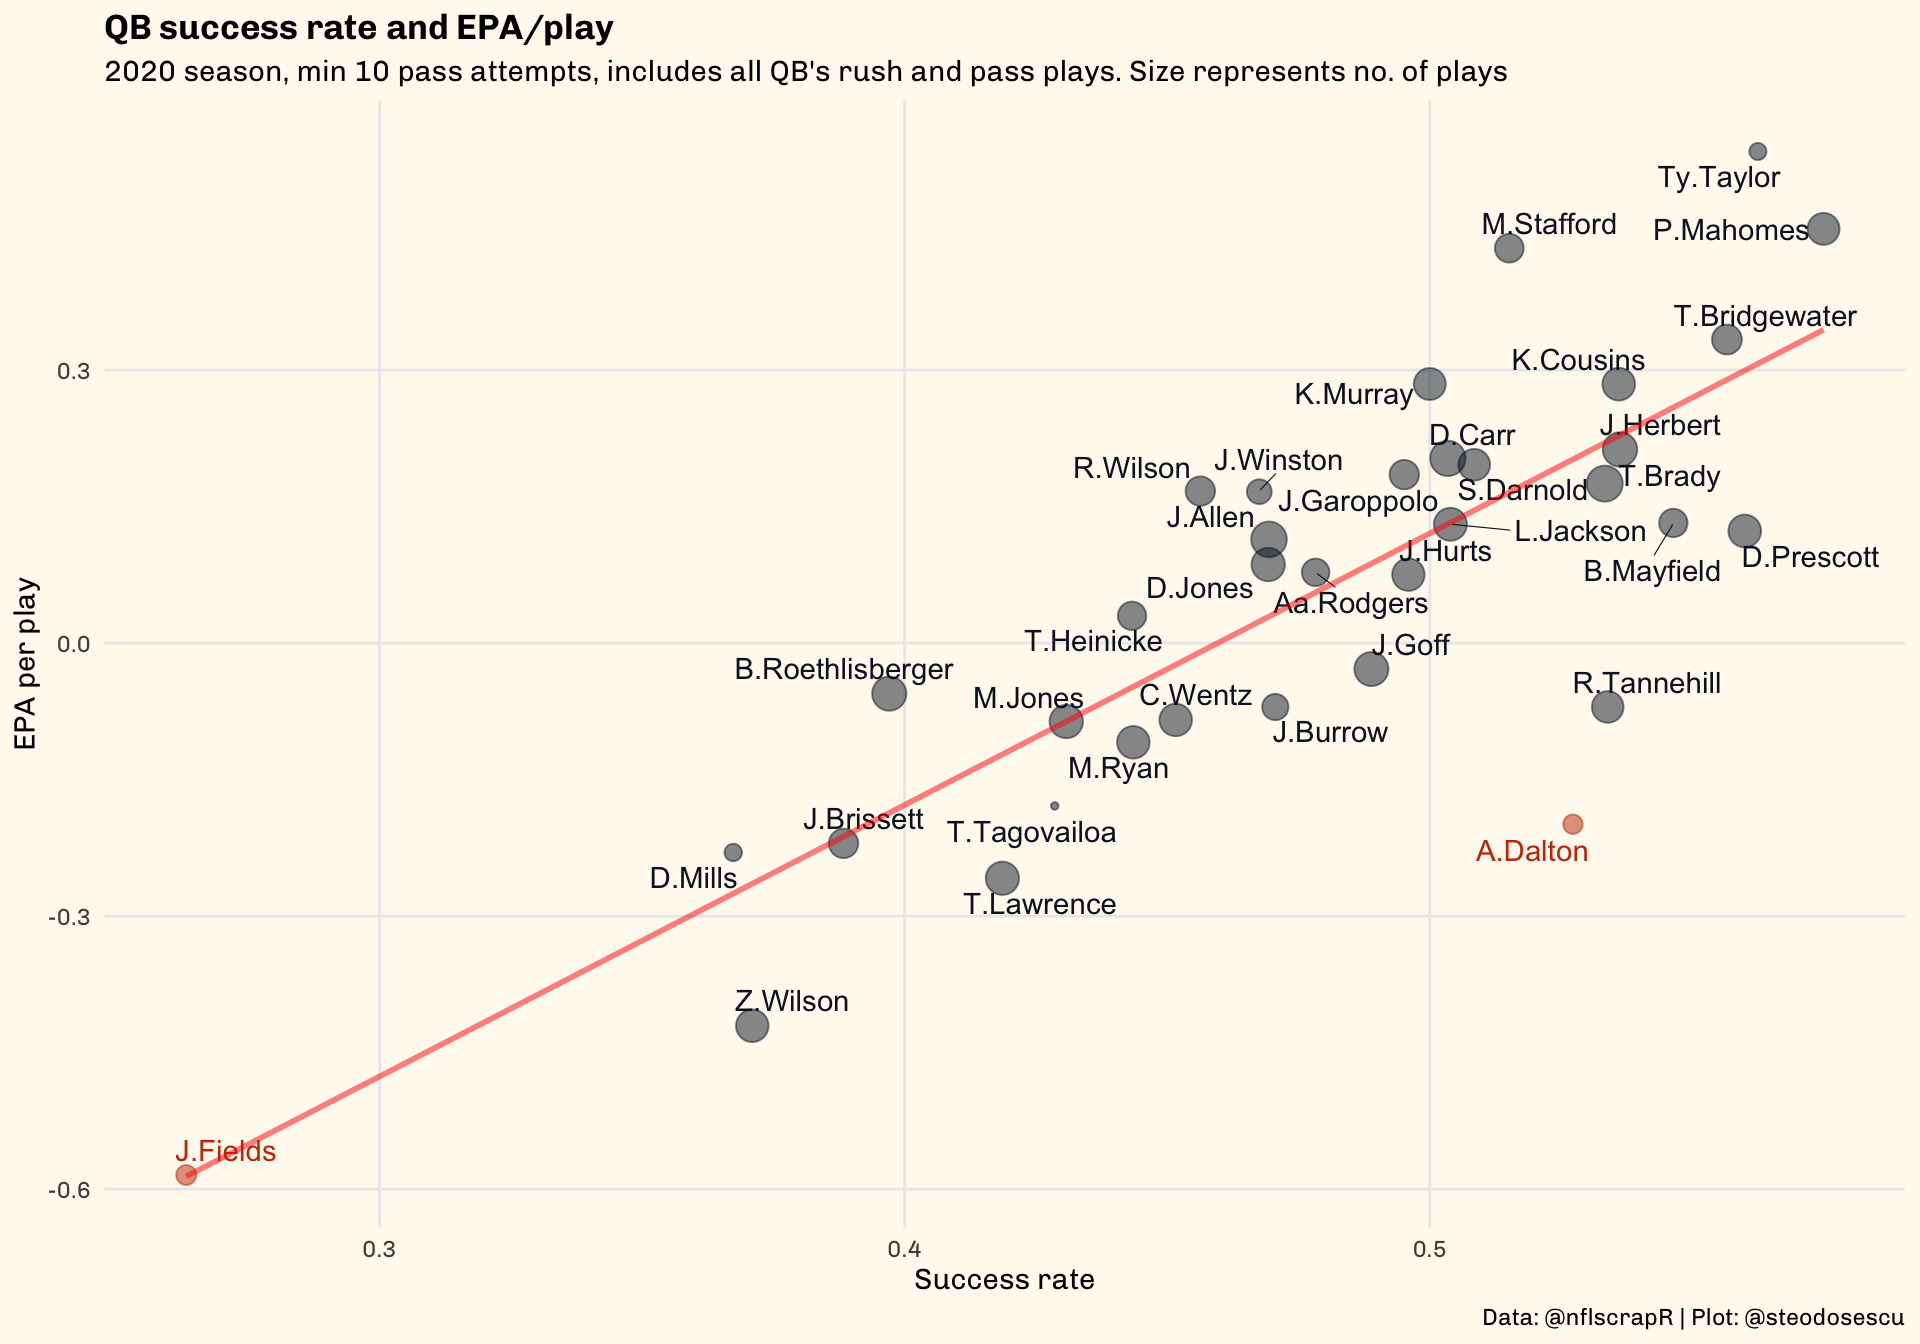 QB success rate and EPA/play
2020 season, min 10 pass attempts, includes all QB's rush and pass plays. Size represents no. of plays
Ty.Taylor
M.Stafford
P.Mahomes
T.Bridgewater
K.Cousins
0.3
K.Murray
J.Herbert
D.Carr
J.Winston
R.Wilson
T.Brady
S.Darnold
J.Garoppolo
J.Allen
L.Jackson
J.Hurts
D.Prescott
B.Mayfield
D.Jones
Aa.Rodgers
T.Heinicke
0.0
J.Goff
B.Roethlisberger
R.Tannehill
C.Wentz
M.Jones
J.Burrow
M.Ryan
J.Brissett
T.Tagovailoa
A.Dalton
D.Mills
T.Lawrence
-0.3
Z.Wilson
J.Fields
-0.6
EPA per play
0.3
0.4
0.5
Success rate
Data: @nflscrapR | Plot: @steodosescu